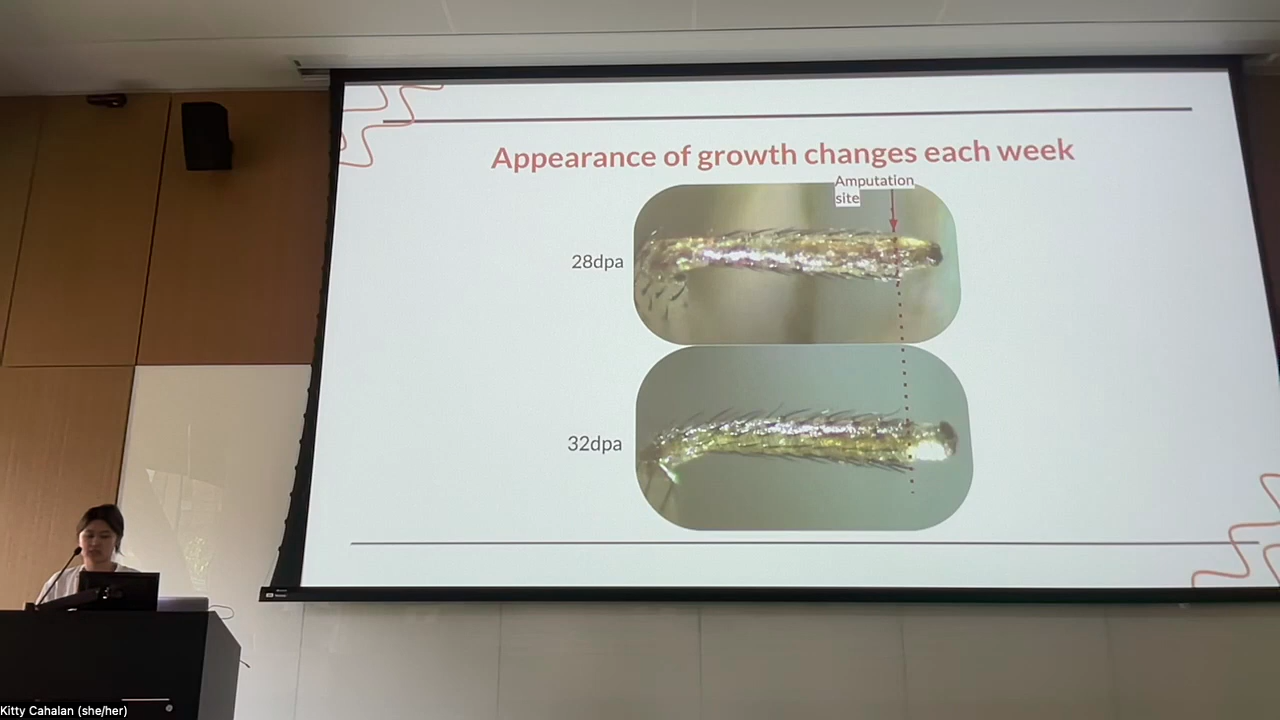 Appearance of growth changes each week
Amputation
site
28dpa
32dpa
Kitty Cahalan (she/her)